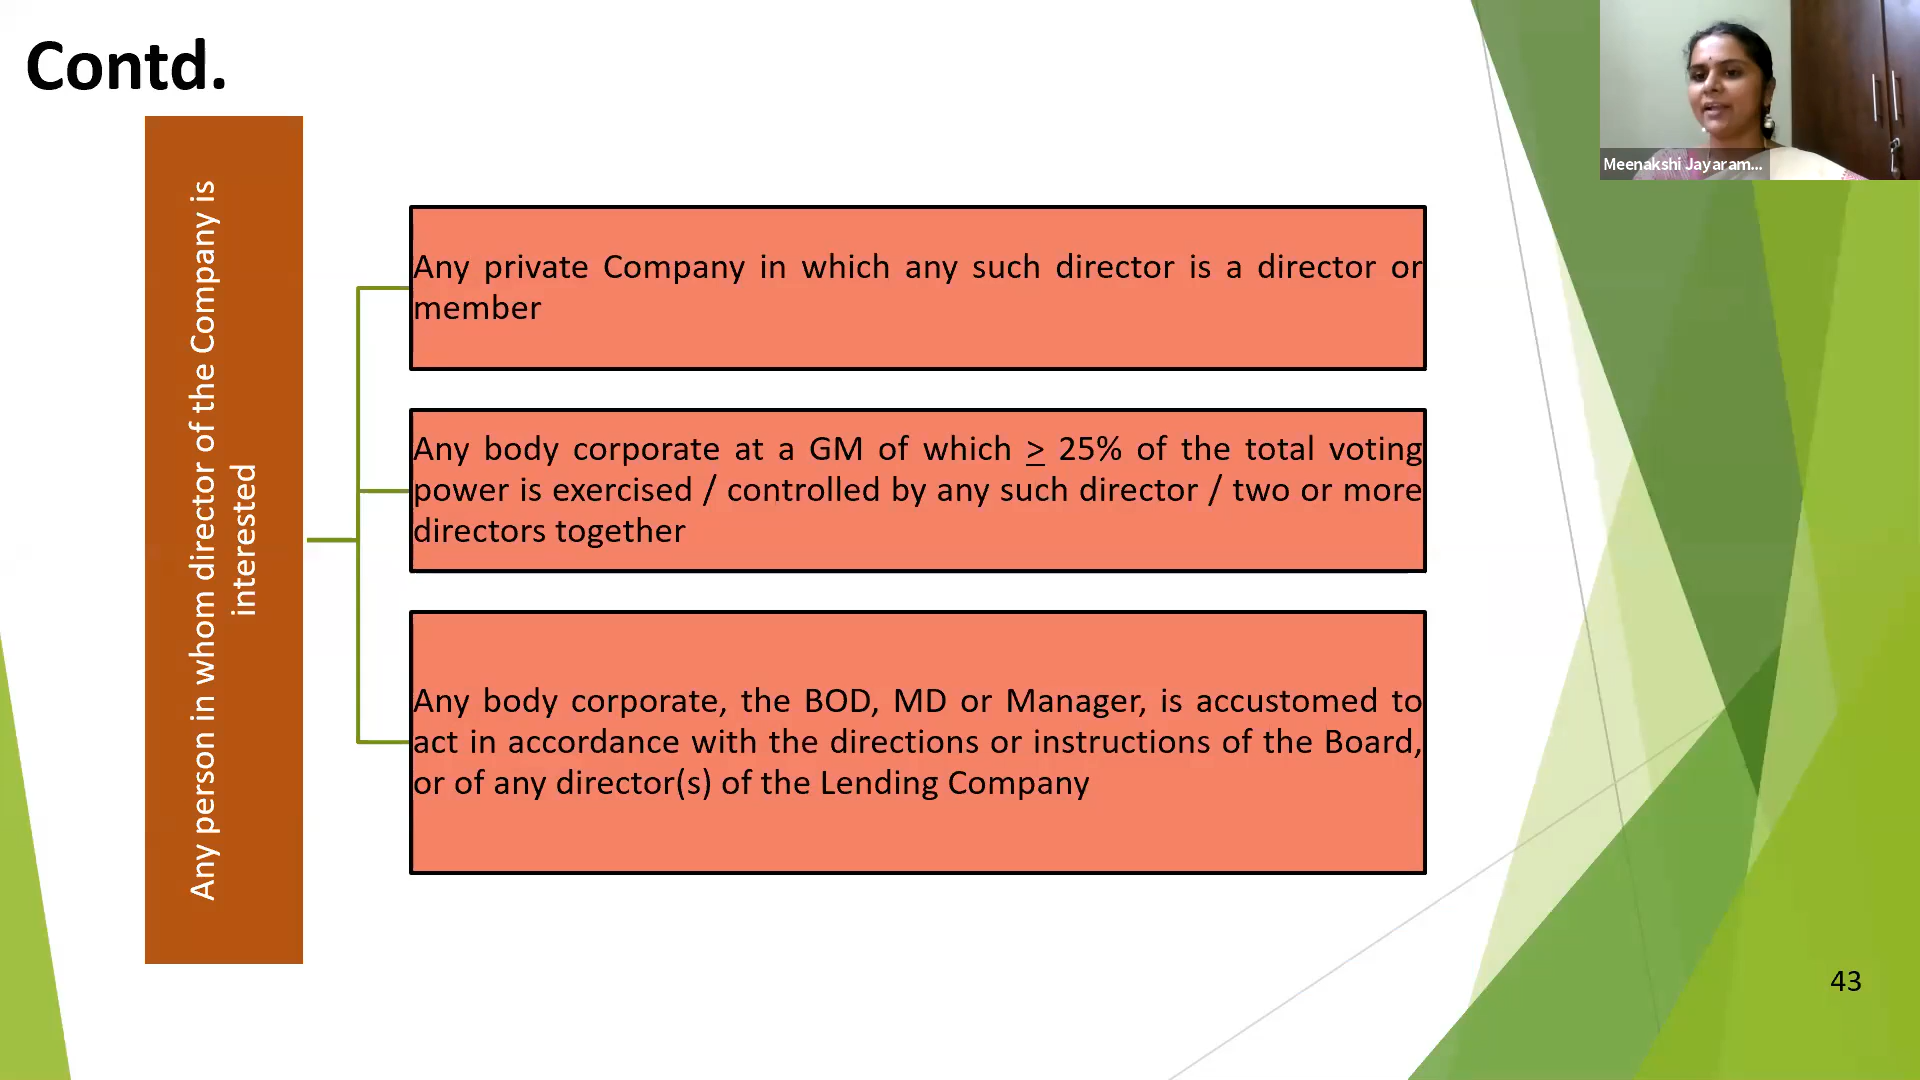 Contd.
Meenakshi Jayaram...
Any person in whom director of the Company is
interested
Any private Company in which any such director is a director or
member
Any body corporate at a GM of which ≥ 25% of the total voting
power is exercised / controlled by any such director / two or more
directors together
Any body corporate, the BOD, MD or Manager, is accustomed to
act in accordance with the directions or instructions of the Board,
or of any director(s) of the Lending Company
43